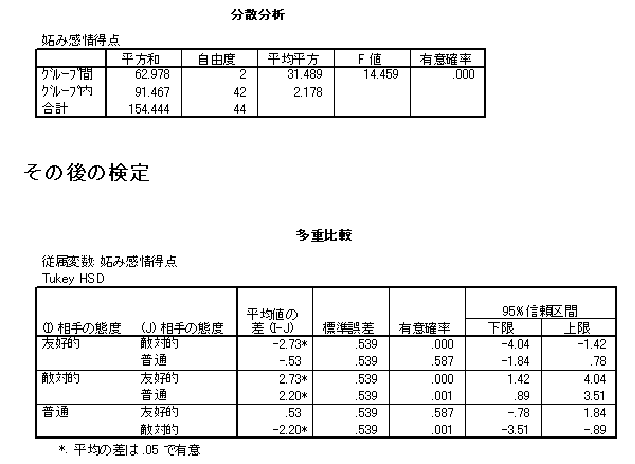 分散分析
妬み感情得点
平方和 自由度 平均平方 F 値 有意確率
グループ間 62.978 2 31.489 14.459 .000
グループ内 91.467 42 2.178
合計 154.444 44
その後の検定
多重比較
従属変数: 妬み感情得点
Tukey HSD
平均値の 95% 信頼区間
(I) 相手の態度 (J) 相手の態度 差 (I-J) 標準誤差 有意確率 下限 上限
友好的 敵対的 -2.73* .539 .000 -4.04 -1.42
普通 -.53 .539 .587 -1.84 .78
敵対的 友好的 2.73* .539 .000 1.42 4.04
普通 2.20* .539 .001 .89 3.51
普通 友好的 .53 .539 .587 -.78 1.84
敵対的 -2.20* .539 .001 -3.51 -.89
*. 平均の差は .05 で有意